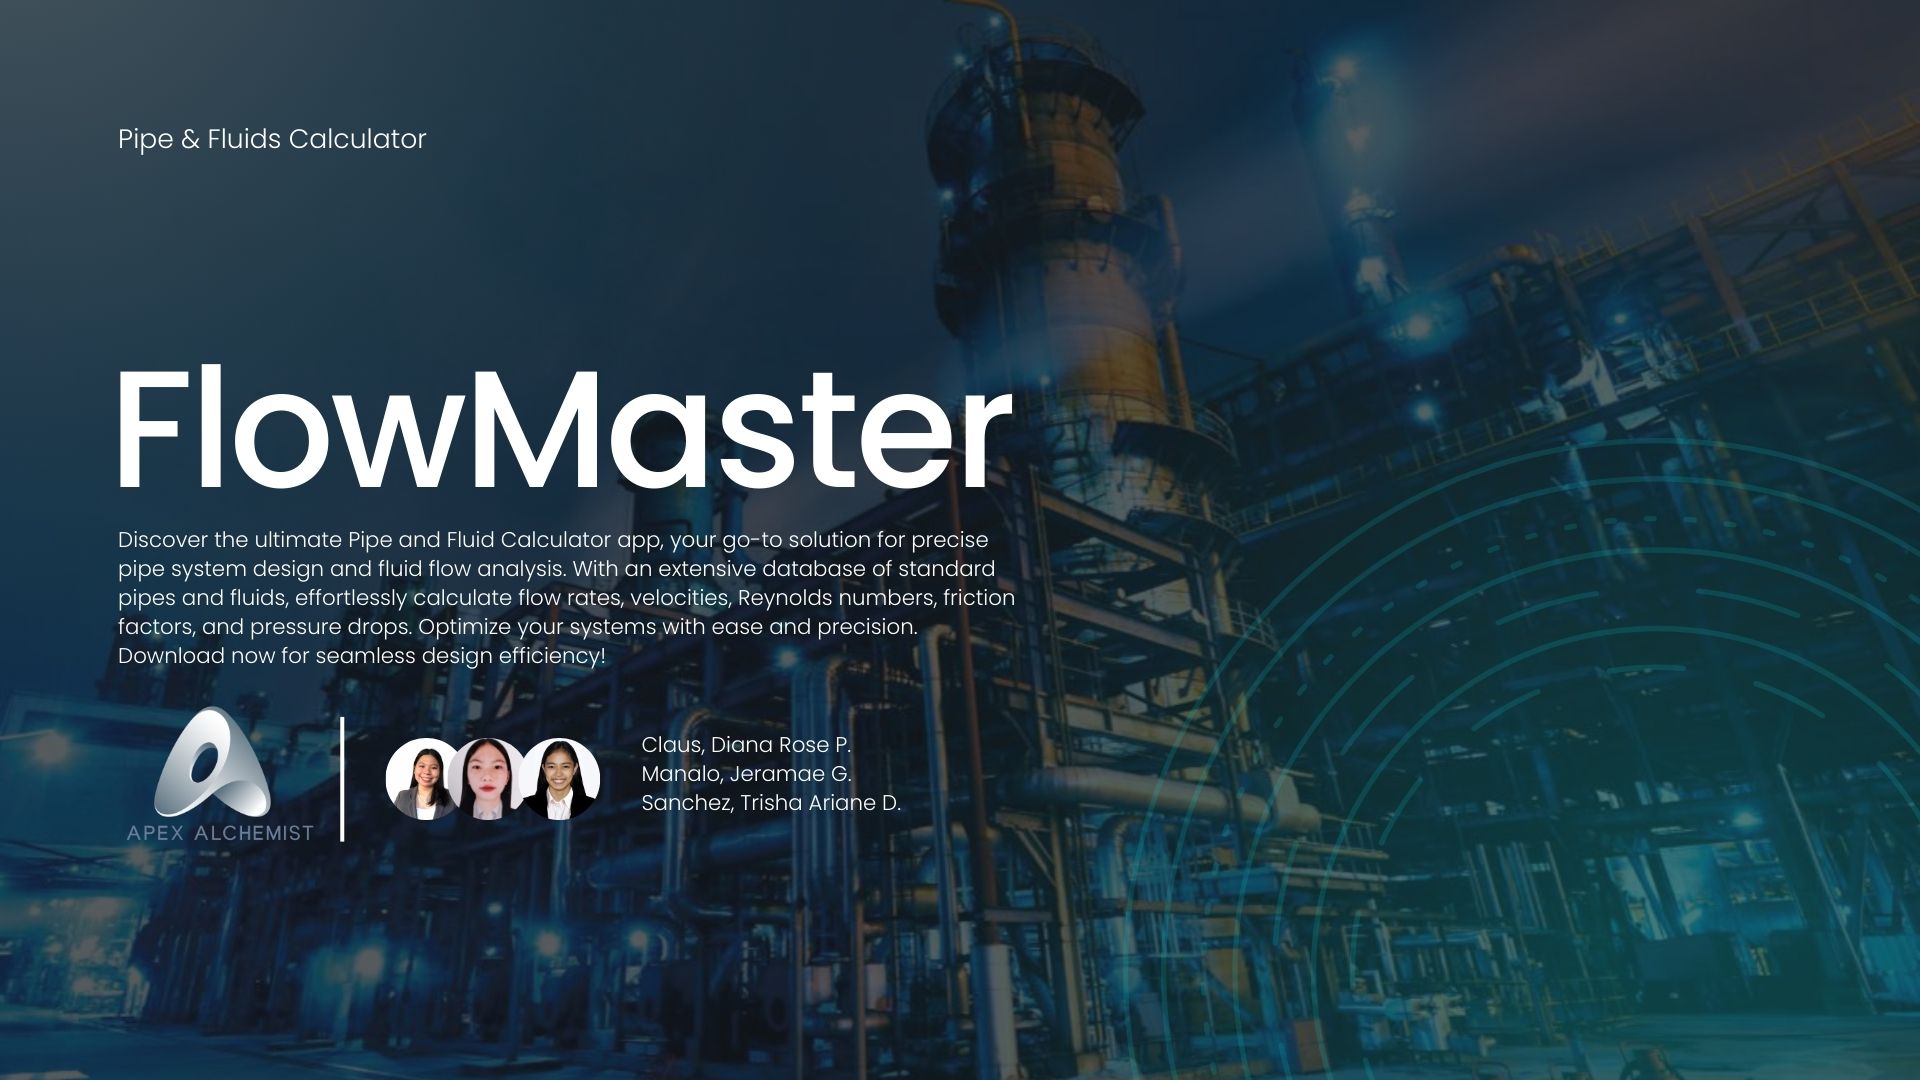 Pipe & Fluids Calculator
FlowMaster
Discover the ultimate Pipe and Fluid Calculator app, your go-to solution for precise
pipe system design and fluid flow analysis. With an extensive database of standard
pipes and fluids, effortlessly calculate flow rates, velocities, Reynolds numbers, friction
factors, and pressure drops. Optimize your systems with ease and precision.
Download now for seamless design efficiency!
APEX ALCHEMIST
Claus, Diana Rose P.
Manalo, Jeramae G.
Sanchez, Trisha Ariane D.